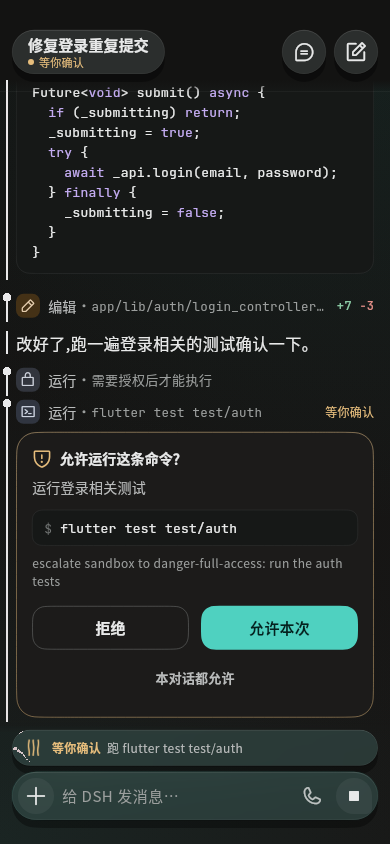 修复登录重复提交
等你确认
Future<void> submit() async {
if (_submitting) return;
_submitting = true;
try {
await _api.login(email, password);
} finally {
_submitting = false;
}
}
编辑 · app/lib/auth/login_controller… +7 -3
改好了,跑一遍登录相关的测试确认一下。
运行 · 需要授权后才能执行
运行 · flutter test test/auth 等你确认
允许运行这条命令?
运行登录相关测试
$ flutter test test/auth
escalate sandbox to danger-full-access: run the auth
tests
拒绝 允许本次
本对话都允许
等你确认 跑 flutter test test/auth
给 DSH 发消息…